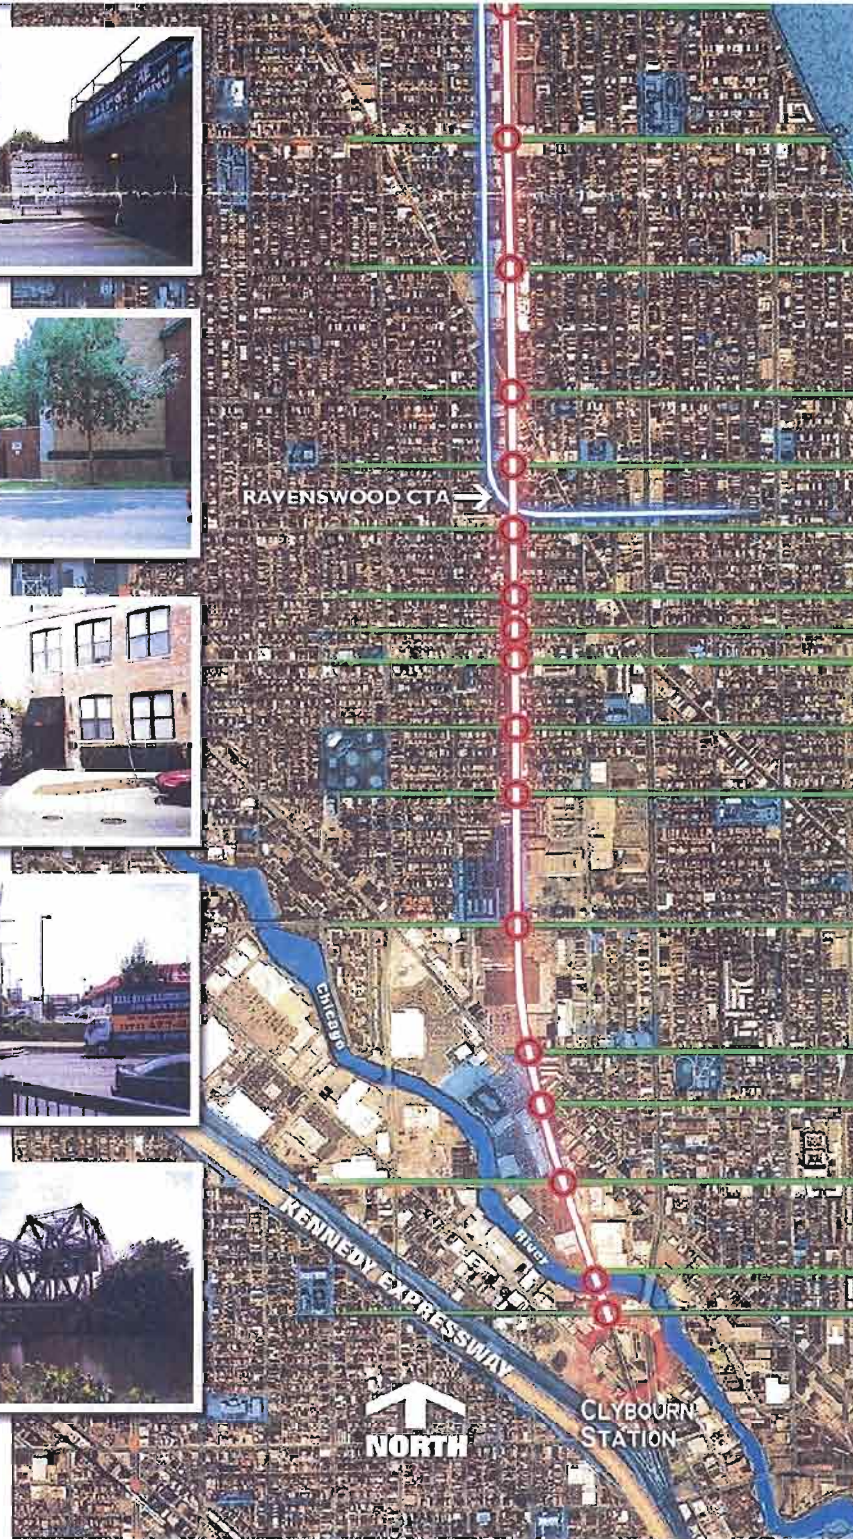 RAVENSWOOD CTA
Chicago
River
KENNEDY EXPRESSWAY
CLYBOURN
STATION
NORTH